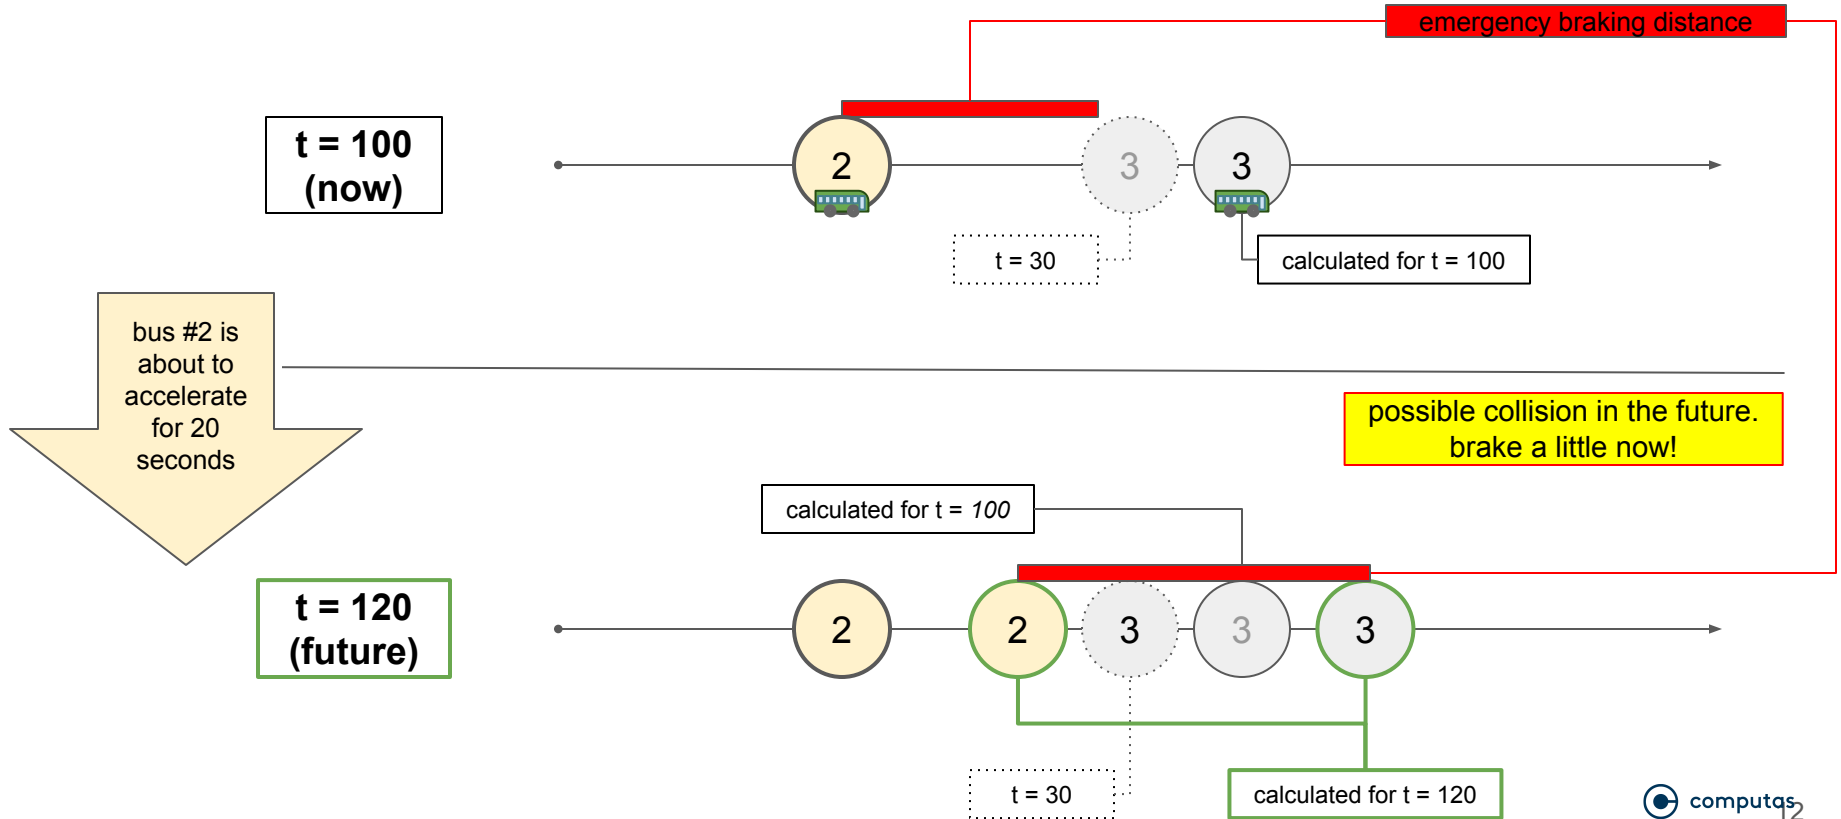 emergency braking distance
t = 100
(now)
2
3
3
t = 30
calculated for t = 100
bus #2 is
about to
accelerate
for 20
seconds
possible collision in the future.
brake a little now!
calculated for t = 100
t = 120
(future)
2
2
3
3
3
t = 30
calculated for t = 120
computas
12